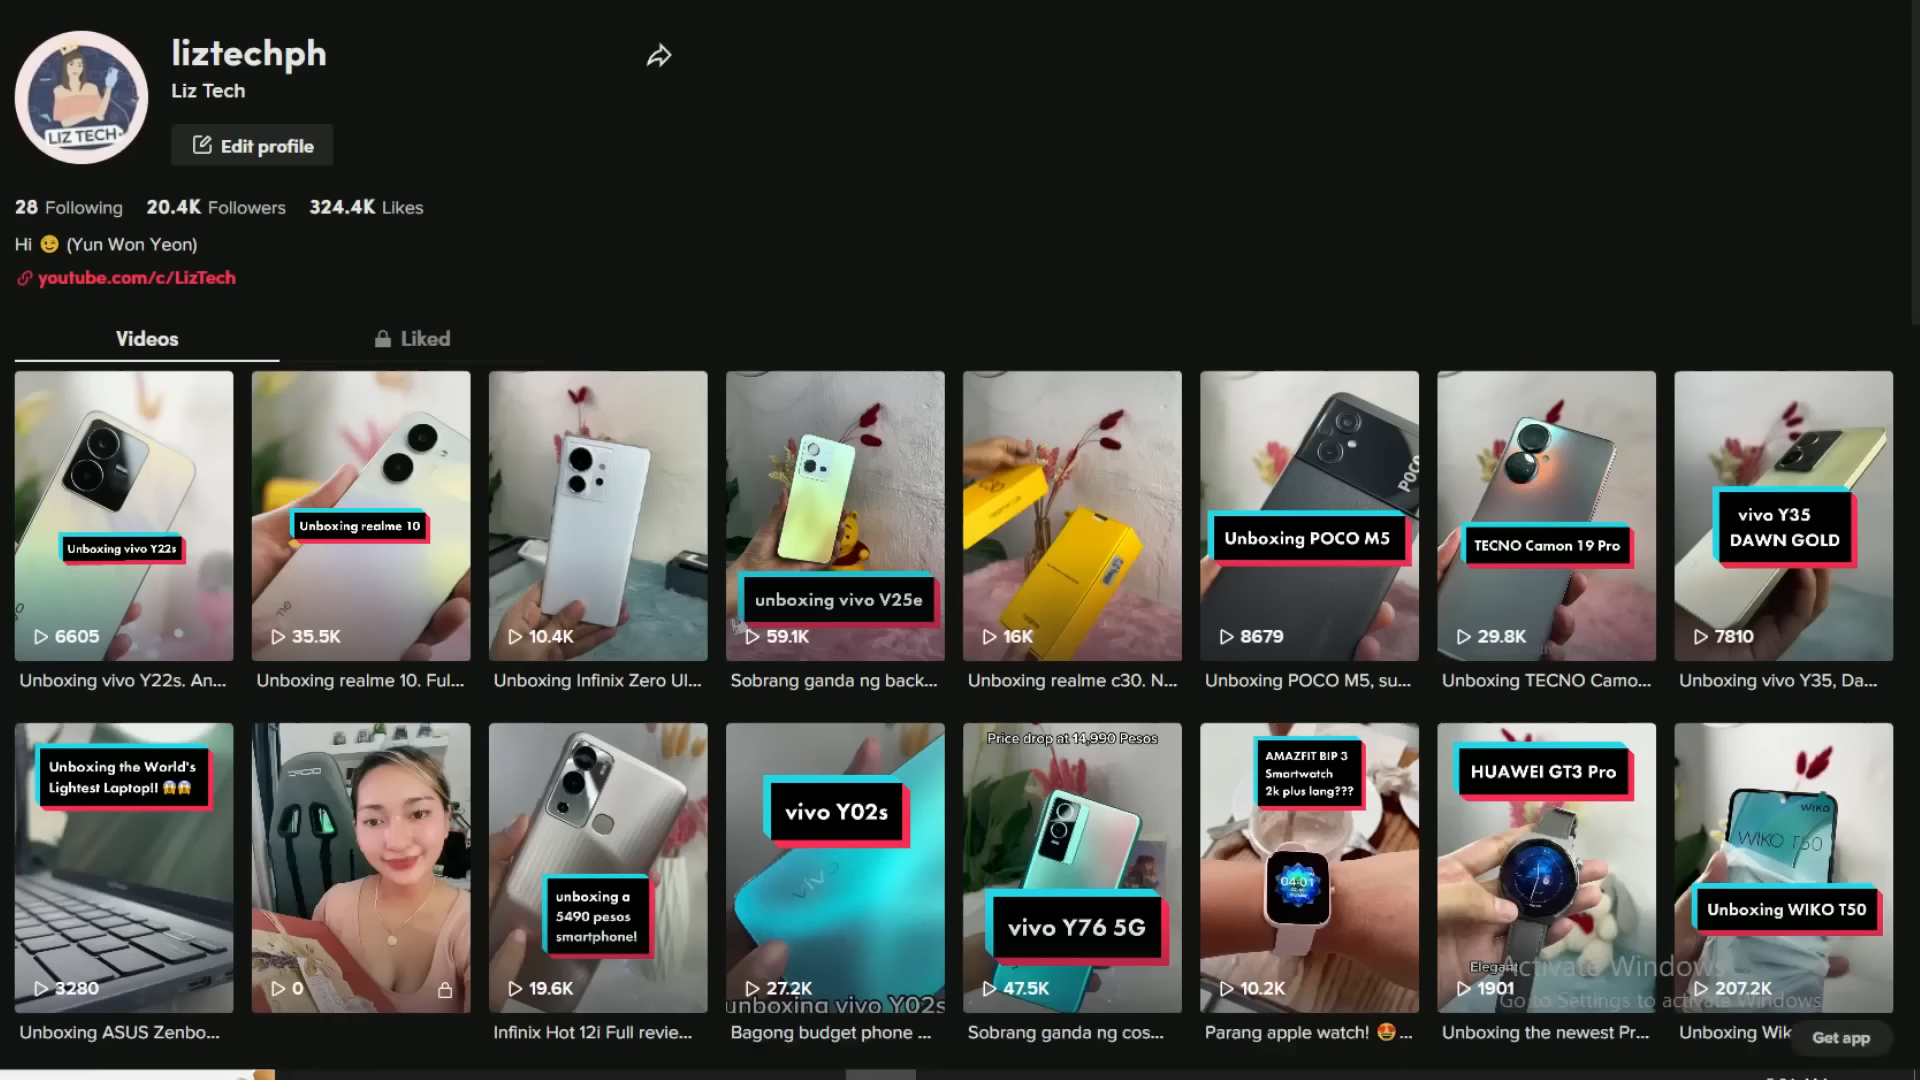 liztechph
Liz Tech
LIZ TECH
Edit profile
28 Following 20.4K Followers 324.4K Likes
Hi 😉 (Yun Won Yeon)
youtube.com/c/LizTech
Videos
Liked
Unboxing vivo Y22s
6605
Unboxing vivo Y22s. An...
Unboxing realme 10
35.5K
Unboxing realme 10. Ful...
10.4K
Unboxing Infinix Zero Ul...
unboxing vivo V25e
59.1K
Sobrang ganda ng back...
16K
Unboxing realme c30. N...
POCO
Unboxing POCO M5
8679
Unboxing POCO M5, su...
TECNO Camon 19 Pro
29.8K
Unboxing TECNO Camo...
vivo Y35
DAWN GOLD
7810
Unboxing vivo Y35, Da...
Unboxing the World's
Lightest Laptop!! 😱😱
3280
Unboxing ASUS Zenbo...
0
unboxing a
5490 pesos
smartphone!
19.6K
Infinix Hot 12i Full revie...
vivo Y02s
vivo
27.2K
unboxing vivo Y02s
Bagong budget phone ...
Price drop at 14,990 Pesos
vivo Y76 5G
47.5K
Sobrang ganda ng cos...
AMAZFIT BIP 3
Smartwatch
2k plus lang???
04:01
10.2K
Parang apple watch! 🤩 ...
HUAWEI GT3 Pro
Elegant
1901
Unboxing the newest Pr...
WIKO
WIKO T50
Unboxing WIKO T50
207.2K
Unboxing Wik
Activate Windows
Go to Settings to activate Windows.
Get app